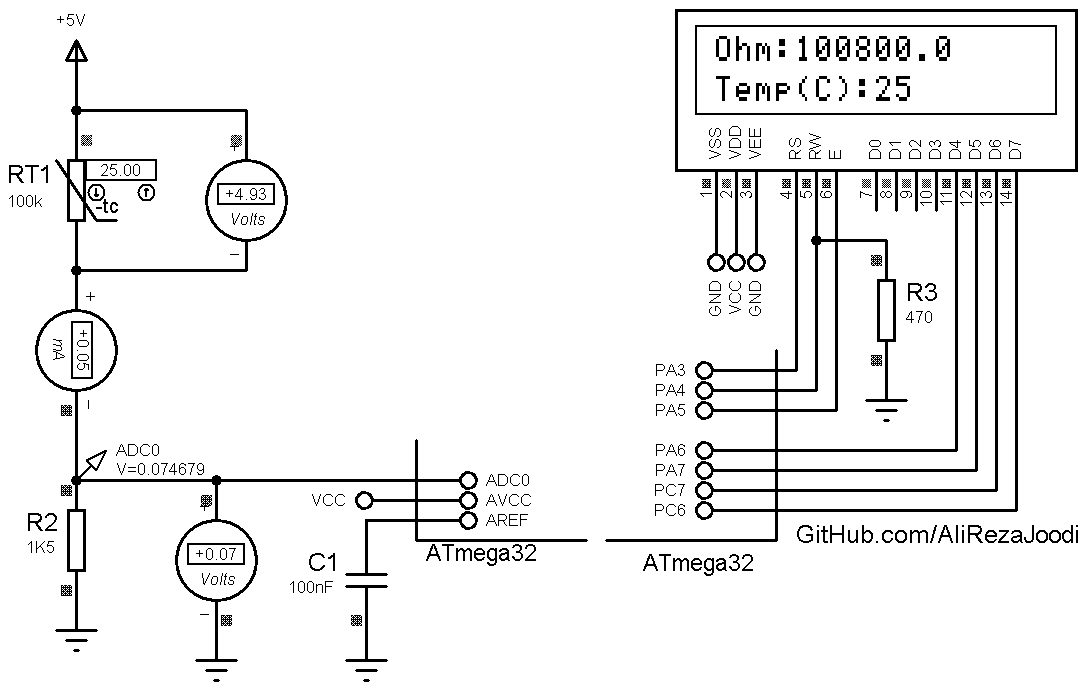 +5V
RT1
100k
25.00
-tc
+4.93
Volts
+
−
+
+0.05
mA
−
ADC0
V=0.074679
R2
1K5
+
+0.07
Volts
−
VCC
ADC0
AVCC
AREF
ATmega32
C1
100nF
Ohm:100800.0
Temp(C):25
VSS
VDD
VEE
RS
RW
E
D0
D1
D2
D3
D4
D5
D6
D7
1
2
3
4
5
6
7
8
9
10
11
12
13
14
GND
VCC
GND
R3
470
PA3
PA4
PA5
PA6
PA7
PC7
PC6
ATmega32
GitHub.com/AliRezaJoodi